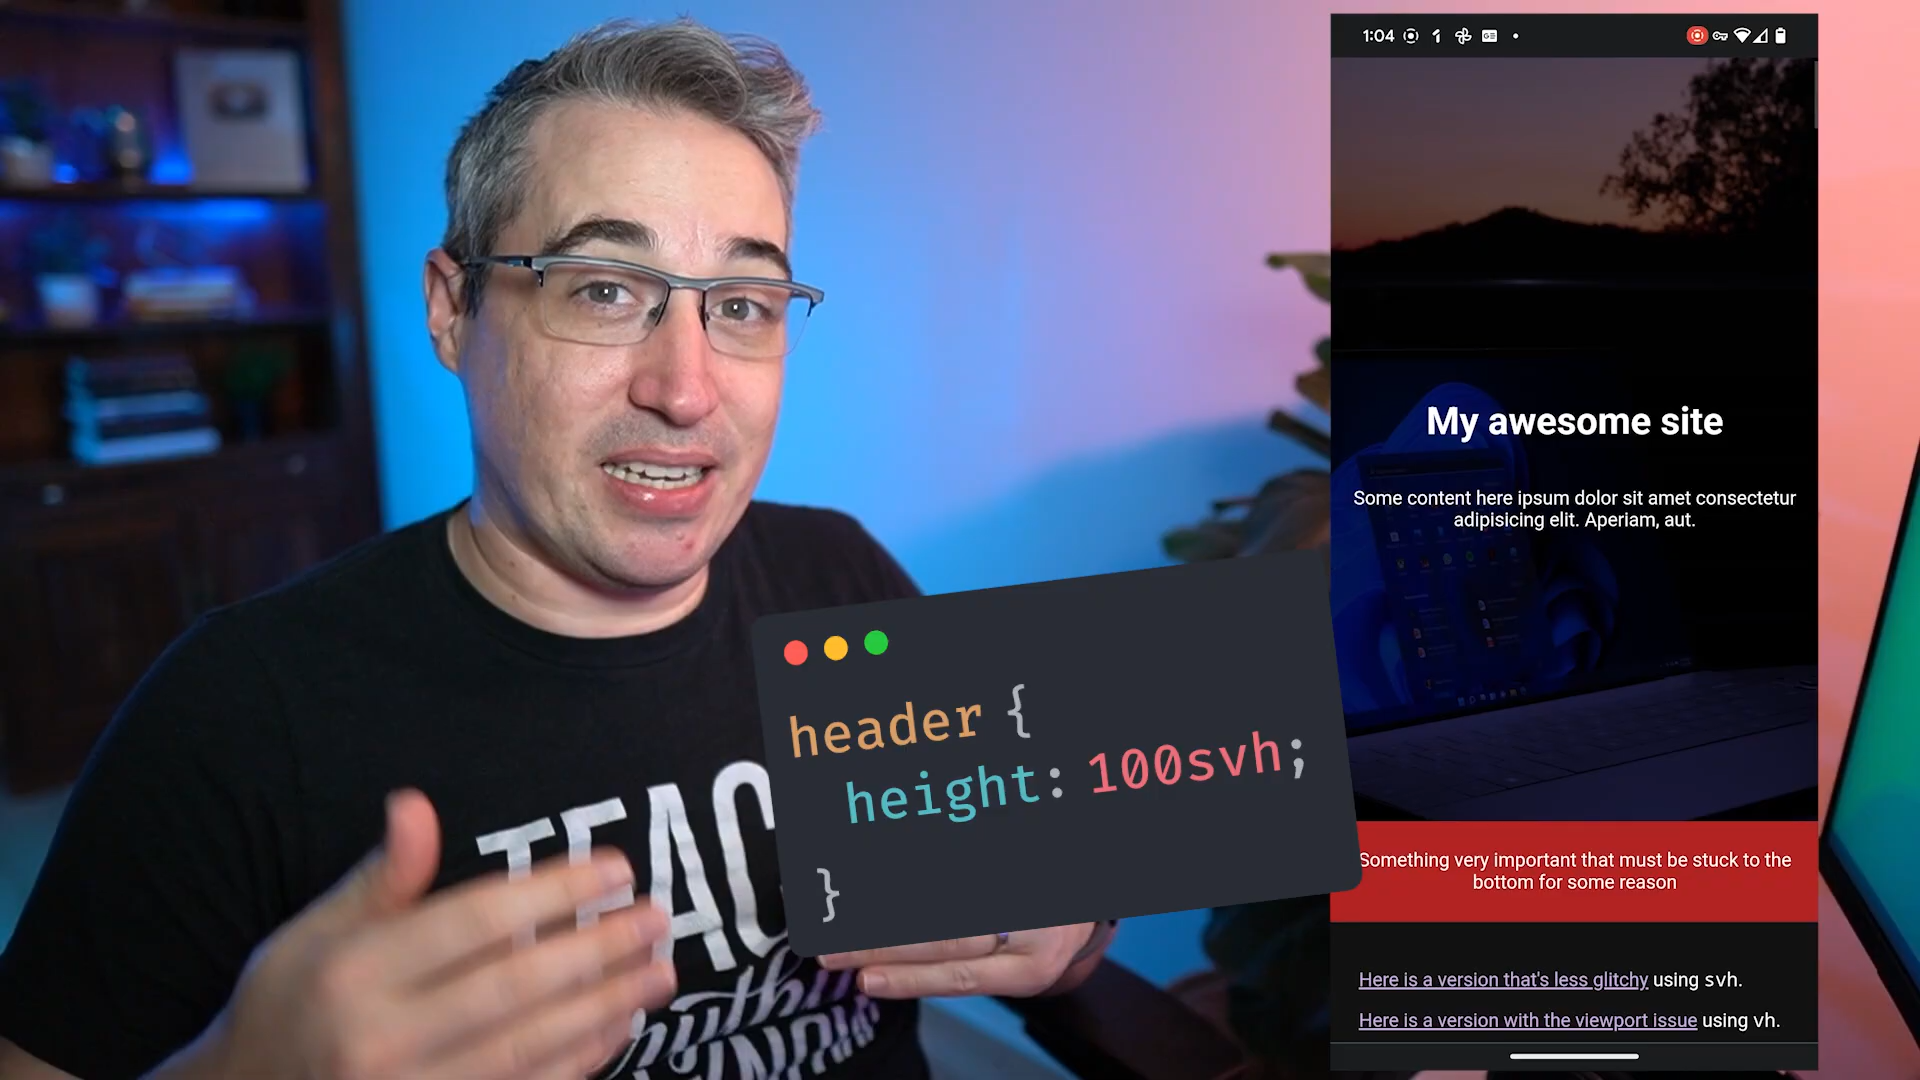 1:04
My awesome site
Some content here ipsum dolor sit amet consectetur
adipisicing elit. Aperiam, aut.
header {
height: 100svh;
}
Something very important that must be stuck to the
bottom for some reason
Here is a version that's less glitchy using svh.
Here is a version with the viewport issue using vh.